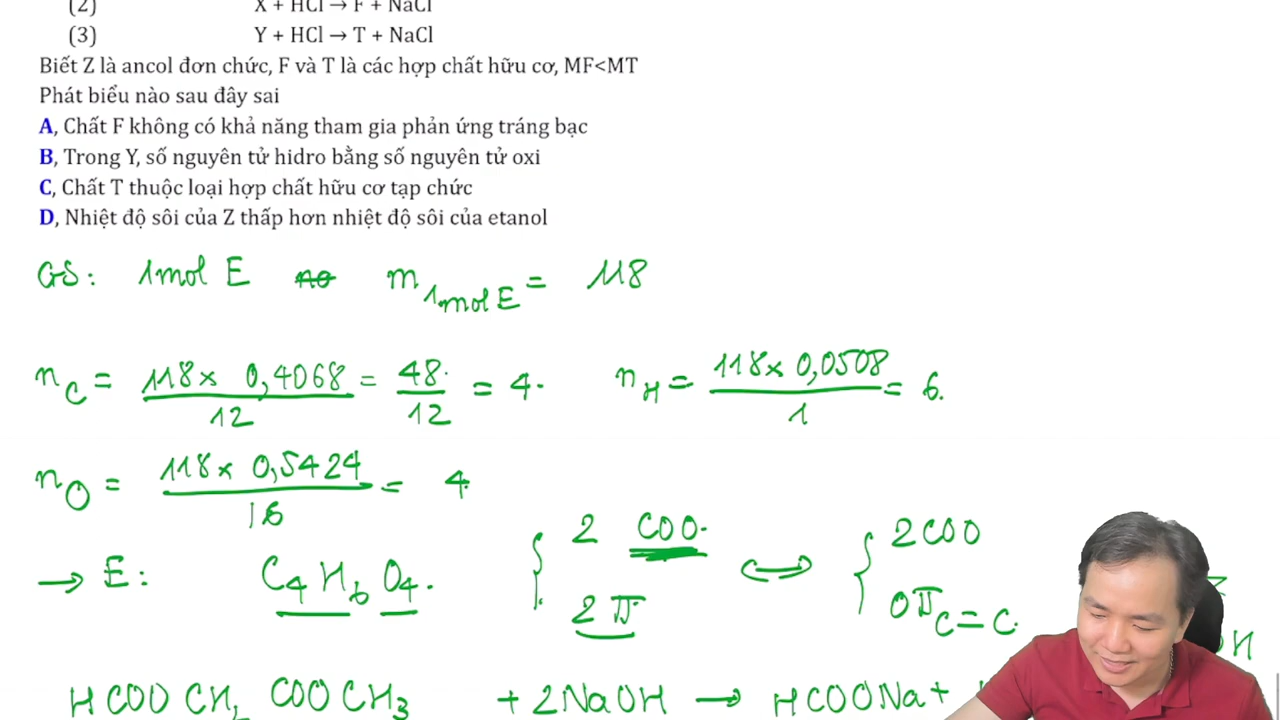 (2) X + HCl → F + NaCl
(3) Y + HCl → T + NaCl
Biết Z là ancol đơn chức, F và T là các hợp chất hữu cơ, MF<MT
Phát biểu nào sau đây sai
A, Chất F không có khả năng tham gia phản ứng tráng bạc
B, Trong Y, số nguyên tử hidro bằng số nguyên tử oxi
C, Chất T thuộc loại hợp chất hữu cơ tạp chức
D, Nhiệt độ sôi của Z thấp hơn nhiệt độ sôi của etanol
GS: 1mol E m 1mol E = 118
nC = 118 x 0,4068 / 12 = 48 / 12 = 4. nH = 118 x 0,0508 / 1 = 6.
nO = 118 x 0,5424 / 16 = 4
→ E: C4H6O4. { 2 COO. 2 π ⇔ { 2COO 0π C=C.
HCOOCH2COOCH3 + 2NaOH → HCOONa +